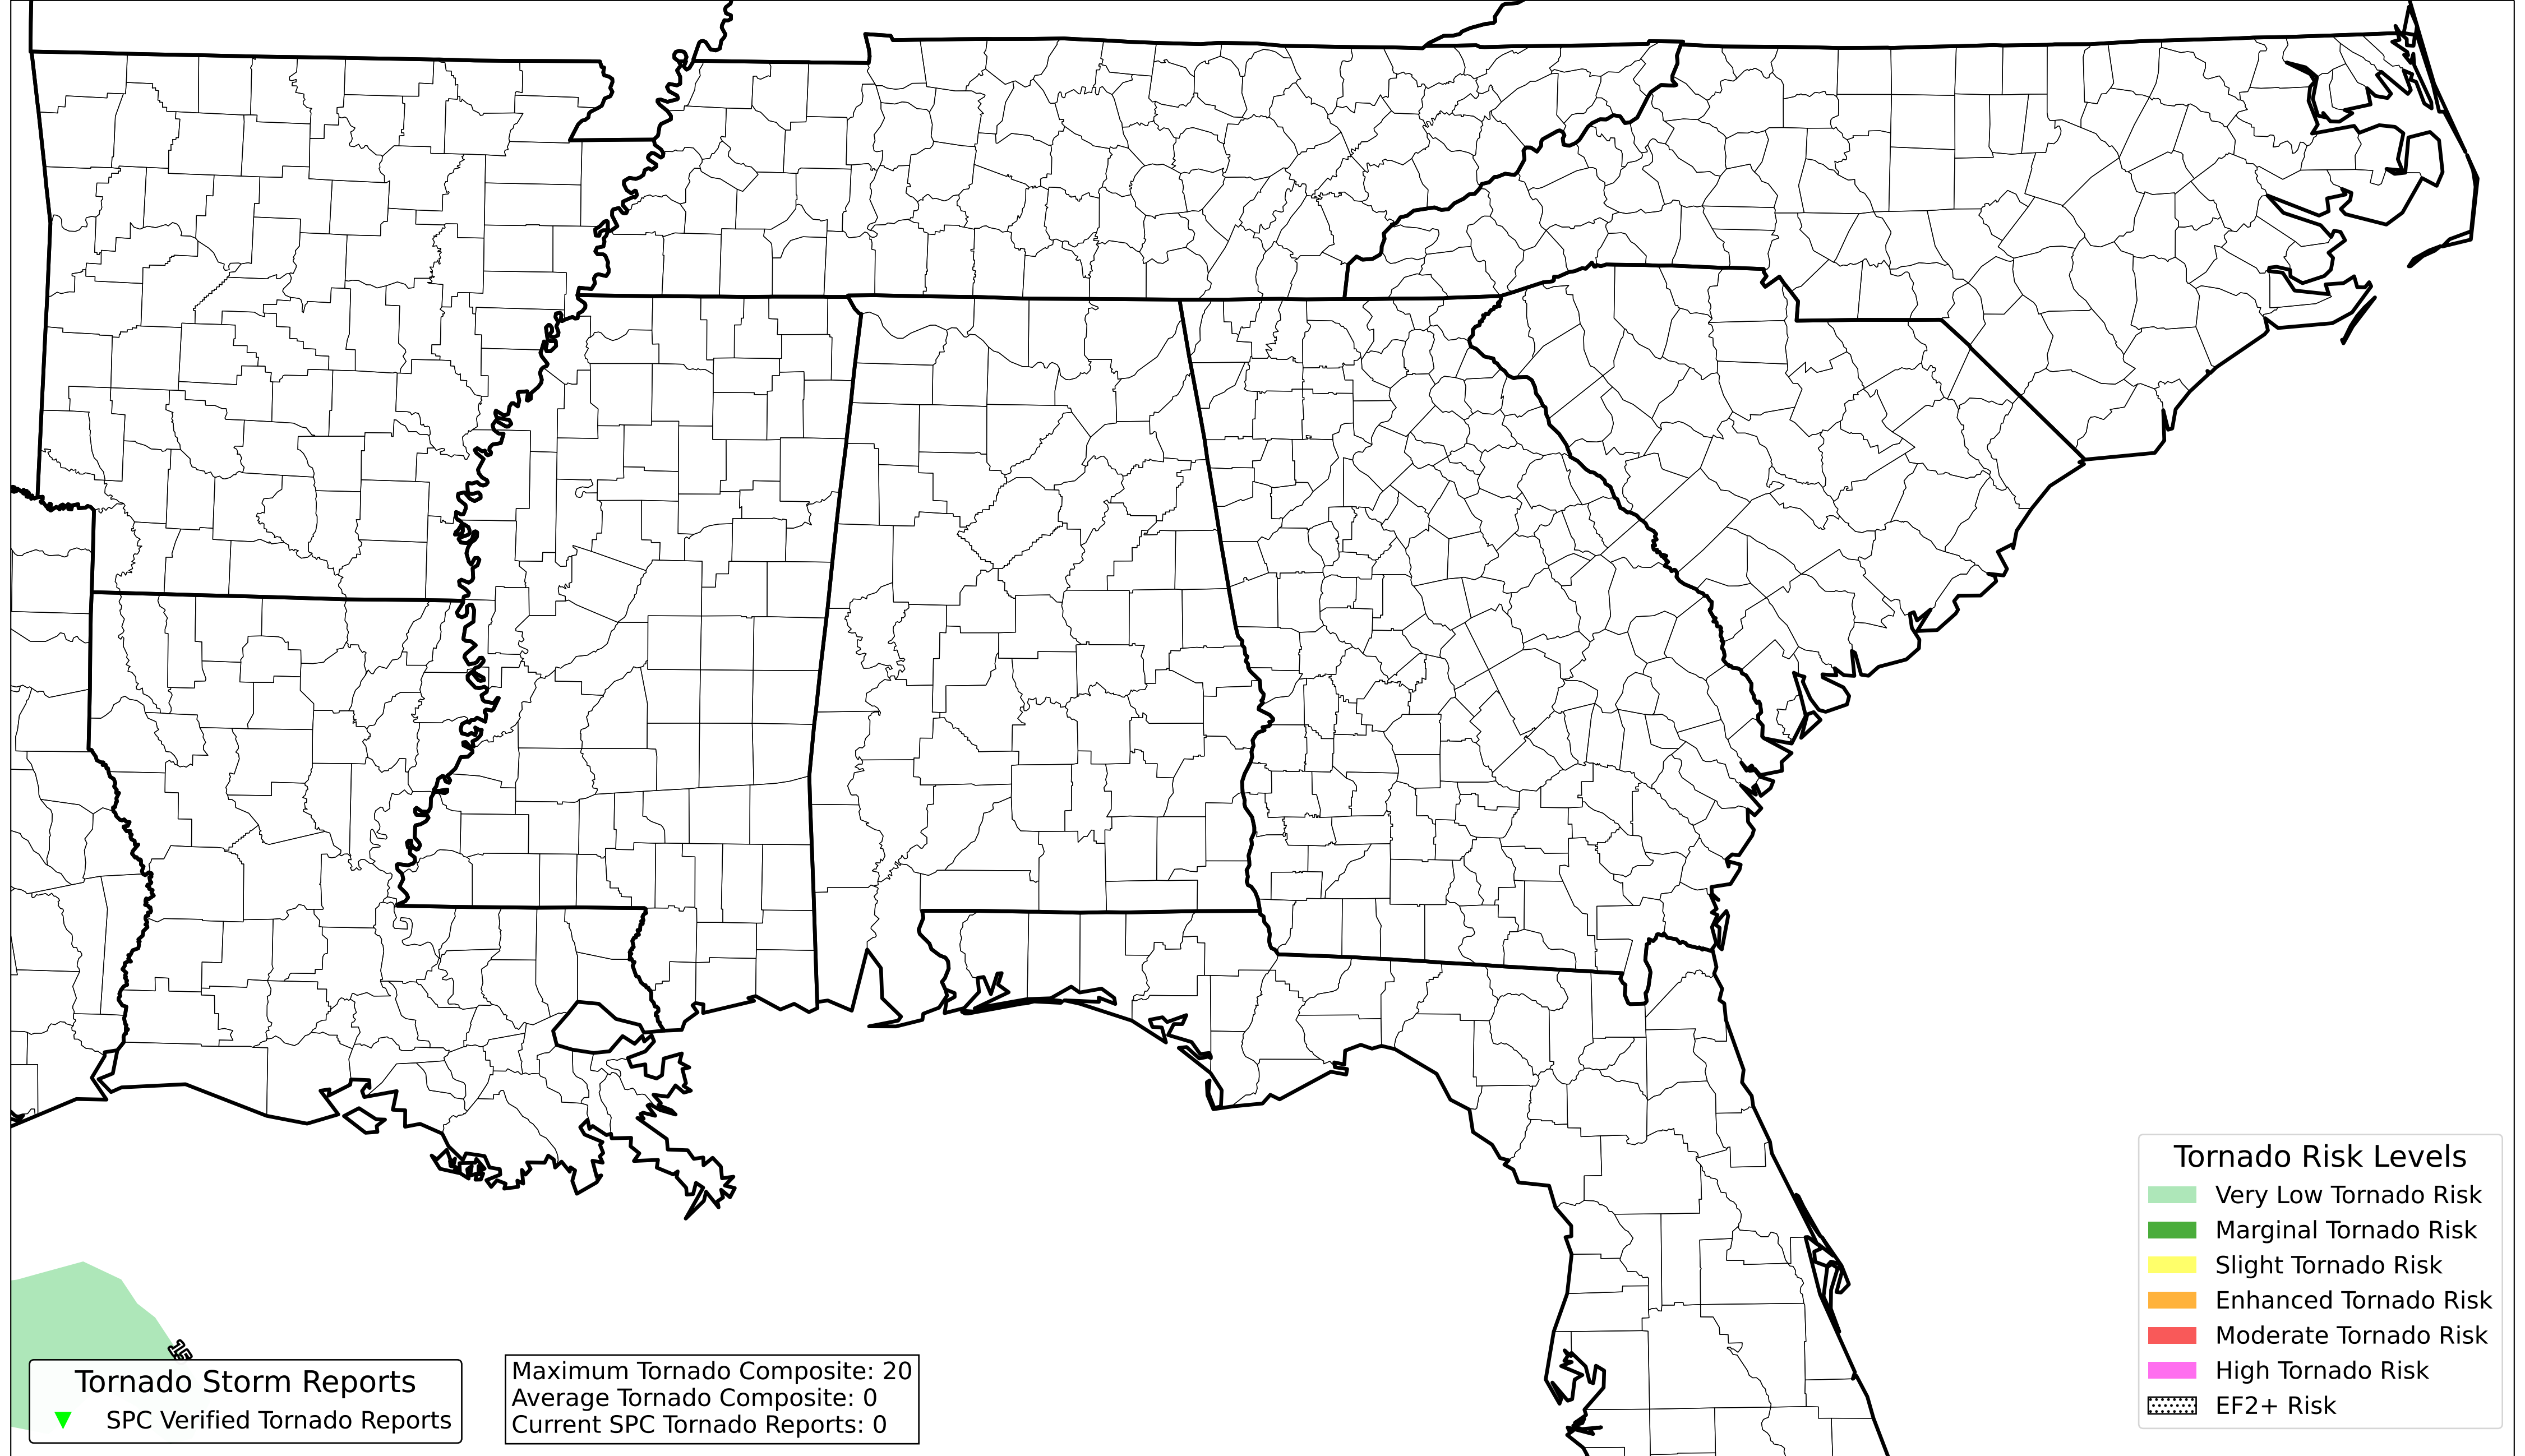 15
Tornado Storm Reports
SPC Verified Tornado Reports
Maximum Tornado Composite: 20
Average Tornado Composite: 0
Current SPC Tornado Reports: 0
Tornado Risk Levels
Very Low Tornado Risk
Marginal Tornado Risk
Slight Tornado Risk
Enhanced Tornado Risk
Moderate Tornado Risk
High Tornado Risk
EF2+ Risk